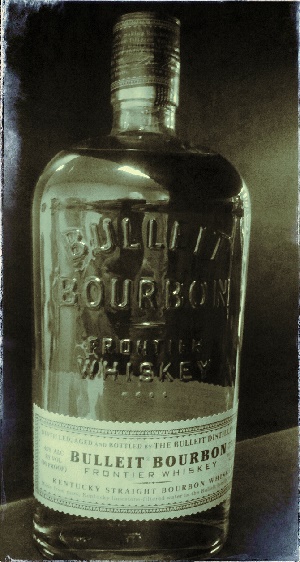 BULLEIT
BOURBON
FRONTIER
WHISKEY
DISTILLED, AGED AND BOTTLED BY THE BULLEIT DISTILL
BULLEIT BOURBON
FRONTIER WHISKEY
KENTUCKY STRAIGHT BOURBON WHISKEY